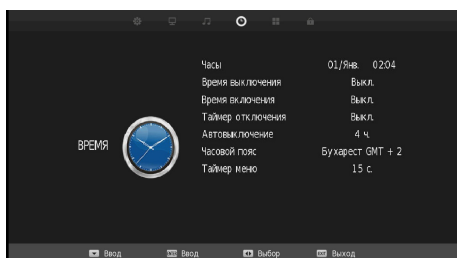 Часы 01/Янв. 02:04
Время выключения Выкл.
Время включения Выкл.
Таймер отключения Выкл.
Автовыключение 4 ч.
ВРЕМЯ
Часовой пояс Бухарест GMT + 2
Таймер меню 15 с.
Ввод Ввод Выбор Выход